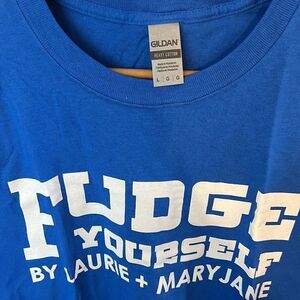 GILDAN
HEAVY COTTON
L G G
FUDGE
YOURSELF
BY LAURIE + MARYJANE